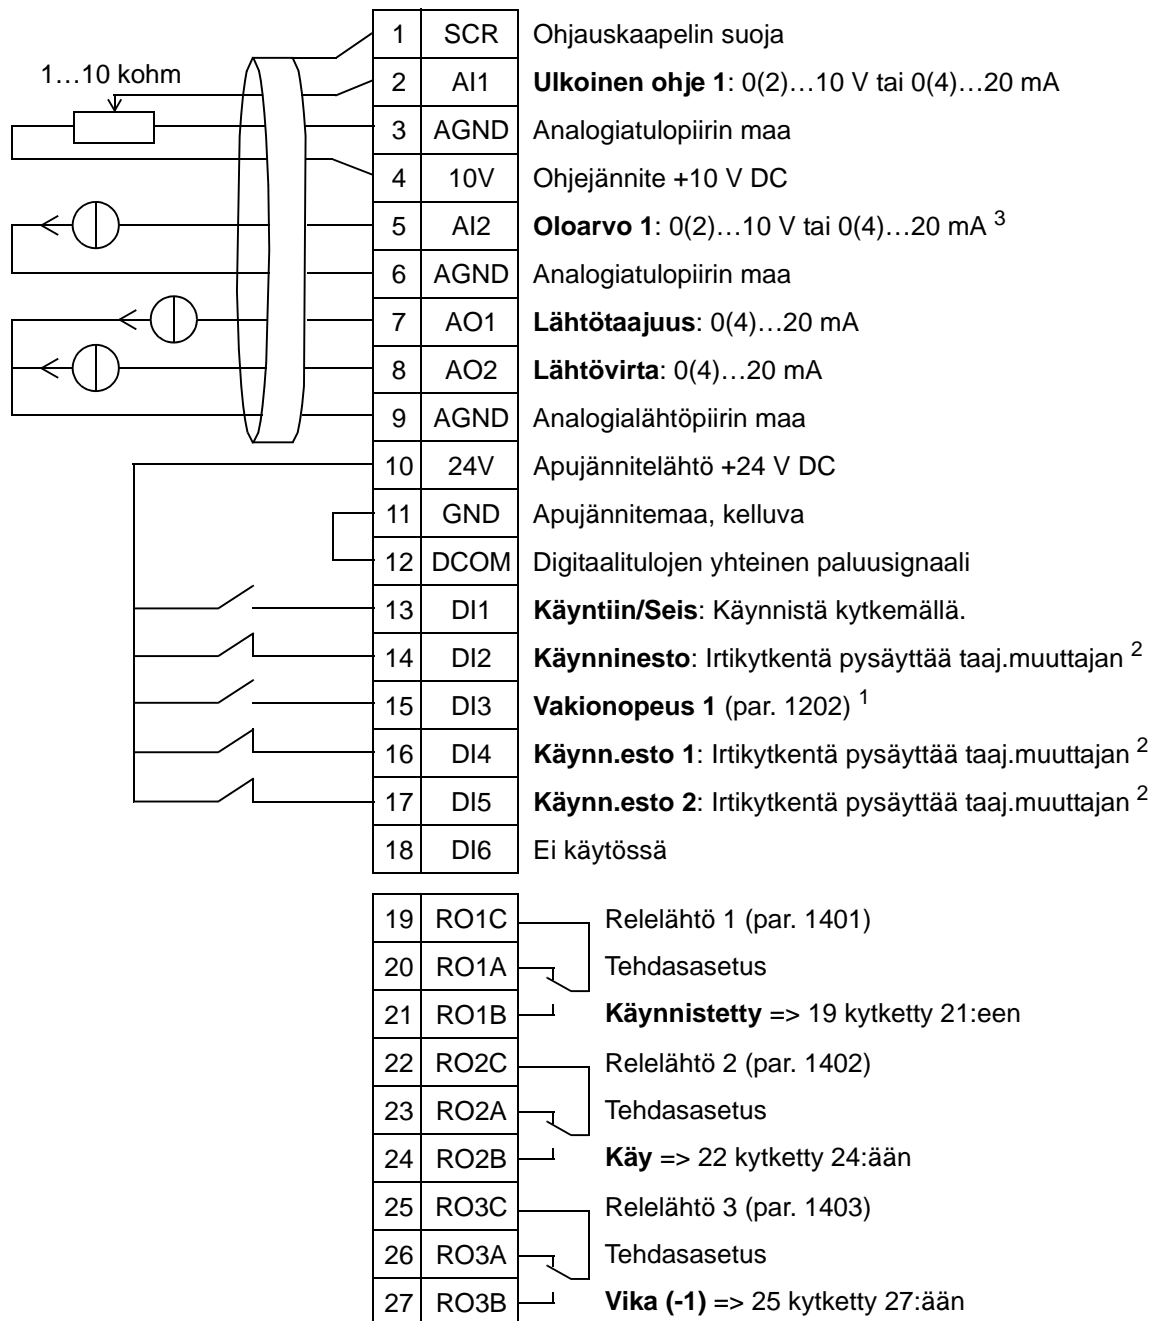 1 SCR Ohjauskaapelin suoja
1…10 kohm
2 AI1 Ulkoinen ohje 1: 0(2)…10 V tai 0(4)…20 mA
3 AGND Analogiatulopiirin maa
4 10V Ohjejännite +10 V DC
5 AI2 Oloarvo 1: 0(2)…10 V tai 0(4)…20 mA 3
6 AGND Analogiatulopiirin maa
7 AO1 Lähtötaajuus: 0(4)…20 mA
8 AO2 Lähtövirta: 0(4)…20 mA
9 AGND Analogialähtöpiirin maa
10 24V Apujännitelähtö +24 V DC
11 GND Apujännitemaa, kelluva
12 DCOM Digitaalitulojen yhteinen paluusignaali
13 DI1 Käyntiin/Seis: Käynnistä kytkemällä.
14 DI2 Käynninesto: Irtikytkentä pysäyttää taaj.muuttajan 2
15 DI3 Vakionopeus 1 (par. 1202) 1
16 DI4 Käynn.esto 1: Irtikytkentä pysäyttää taaj.muuttajan 2
17 DI5 Käynn.esto 2: Irtikytkentä pysäyttää taaj.muuttajan 2
18 DI6 Ei käytössä
19 RO1C Relelähtö 1 (par. 1401)
20 RO1A Tehdasasetus
21 RO1B Käynnistetty => 19 kytketty 21:een
22 RO2C Relelähtö 2 (par. 1402)
23 RO2A Tehdasasetus
24 RO2B Käy => 22 kytketty 24:ään
25 RO3C Relelähtö 3 (par. 1403)
26 RO3A Tehdasasetus
27 RO3B Vika (-1) => 25 kytketty 27:ään